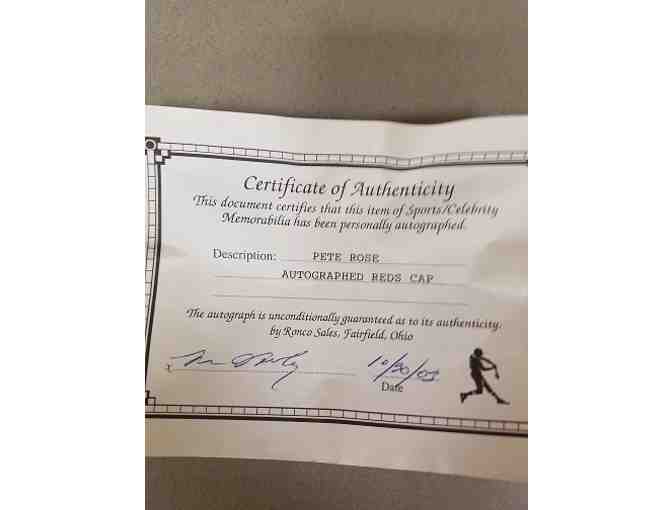 Certificate of Authenticity
This document certifies that this item of Sports/Celebrity
Memorabilia has been personally autographed.
Description: PETE ROSE
AUTOGRAPHED REDS CAP
The autograph is unconditionally guaranteed as to its authenticity.
by Ronco Sales, Fairfield, Ohio
x
Date